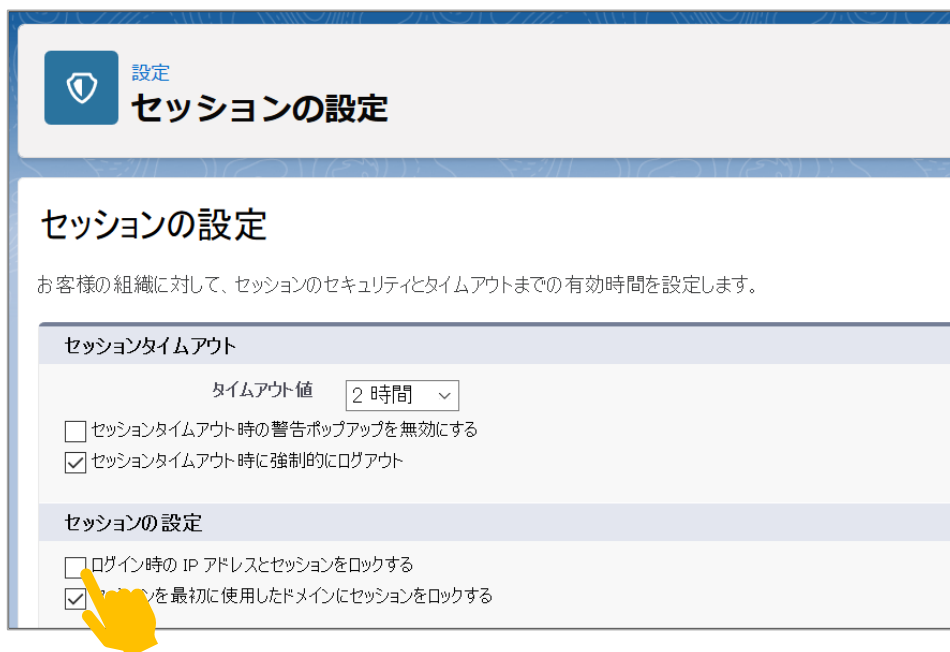 設定
セッションの設定
セッションの設定
お客様の組織に対して、セッションのセキュリティとタイムアウトまでの有効時間を設定します。
セッションタイムアウト
タイムアウト値 2 時間
セッションタイムアウト時の警告ポップアップを無効にする
セッションタイムアウト時に強制的にログアウト
セッションの設定
ログイン時の IP アドレスとセッションをロックする
を最初に使用したドメインにセッションをロックする